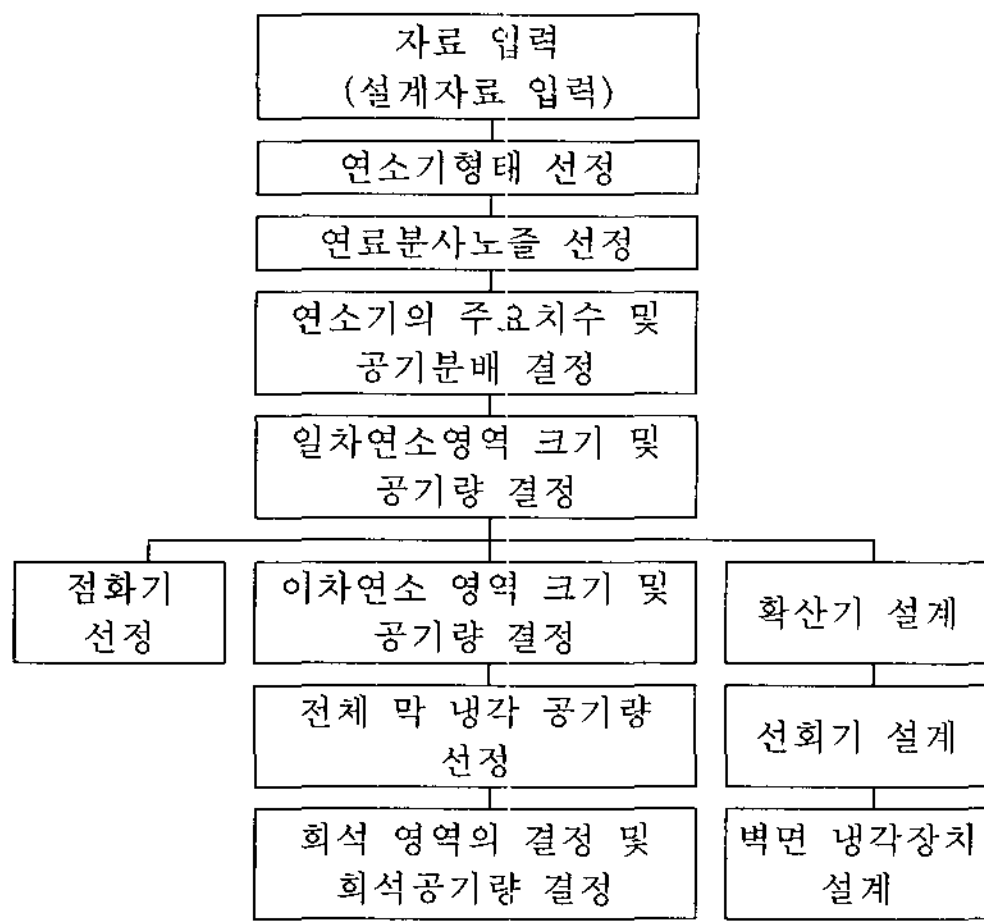 자료 입력
(설계자료 입력)
연소기형태 선정
연료분사노즐 선정
연소기의 주요치수 및
공기분배 결정
일차연소영역 크기 및
공기량 결정
점화기
선정
이차연소 영역 크기 및
공기량 결정
확산기 설계
전체 막 냉각 공기량
선정
선회기 설계
희석 영역의 결정 및
희석공기량 결정
벽면 냉각장치
설계